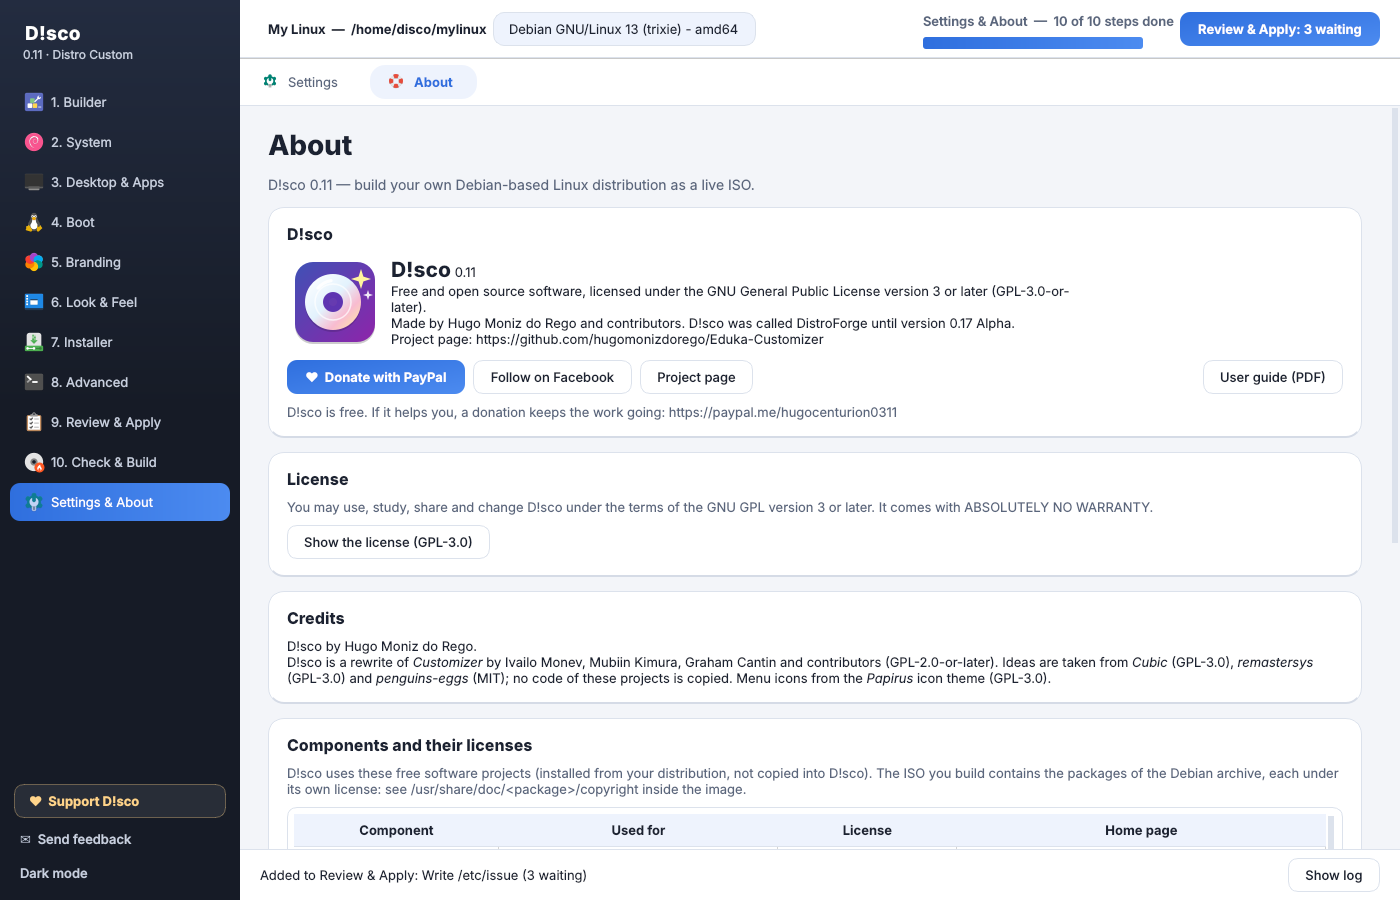 D!sco
0.11 · Distro Custom
1. Builder
2. System
3. Desktop & Apps
4. Boot
5. Branding
6. Look & Feel
7. Installer
8. Advanced
9. Review & Apply
10. Check & Build
Settings & About
Support D!sco
Send feedback
Dark mode
My Linux — /home/disco/mylinux
Debian GNU/Linux 13 (trixie) - amd64
Settings & About — 10 of 10 steps done
Review & Apply: 3 waiting
Settings
About
About
D!sco 0.11 — build your own Debian-based Linux distribution as a live ISO.
D!sco
D!sco 0.11
Free and open source software, licensed under the GNU General Public License version 3 or later (GPL-3.0-or-
later).
Made by Hugo Moniz do Rego and contributors. D!sco was called DistroForge until version 0.17 Alpha.
Project page: https://github.com/hugomonizdorego/Eduka-Customizer
Donate with PayPal
Follow on Facebook
Project page
User guide (PDF)
D!sco is free. If it helps you, a donation keeps the work going: https://paypal.me/hugocenturion0311
License
You may use, study, share and change D!sco under the terms of the GNU GPL version 3 or later. It comes with ABSOLUTELY NO WARRANTY.
Show the license (GPL-3.0)
Credits
D!sco by Hugo Moniz do Rego.
D!sco is a rewrite of Customizer by Ivailo Monev, Mubiin Kimura, Graham Cantin and contributors (GPL-2.0-or-later). Ideas are taken from Cubic (GPL-3.0), remastersys
(GPL-3.0) and penguins-eggs (MIT); no code of these projects is copied. Menu icons from the Papirus icon theme (GPL-3.0).
Components and their licenses
D!sco uses these free software projects (installed from your distribution, not copied into D!sco). The ISO you build contains the packages of the Debian archive, each under
its own license: see /usr/share/doc/<package>/copyright inside the image.
Component
Used for
License
Home page
Added to Review & Apply: Write /etc/issue (3 waiting)
Show log